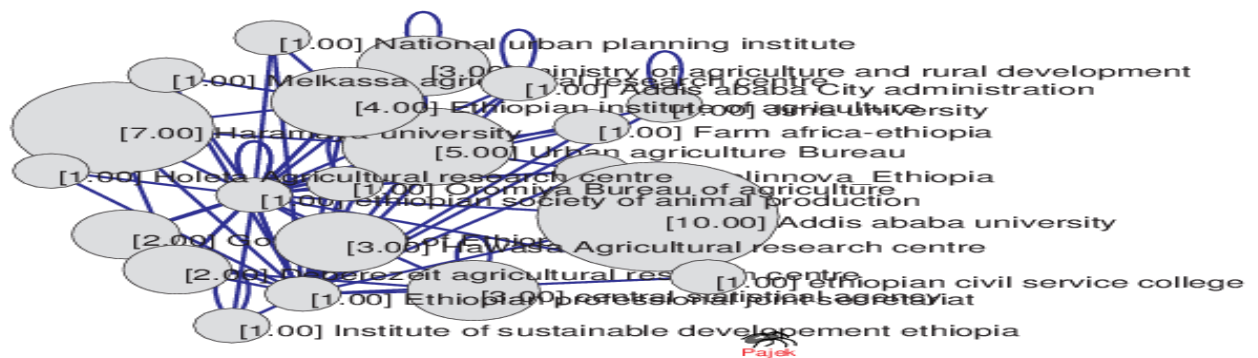 [1.00] National urban planning institute
[3.00] ministry of agriculture and rural development
[1.00] Melkassa agricultural research centre
[1.00] Addis ababa City administration
[4.00] Ethiopian institute of agriculture
[1.00] university
[7.00] Haramaya university
[1.00] Farm africa-ethiopia
[5.00] Urban agriculture Bureau
[1.00] Holeta Agricultural research centre
linnova_Ethiopia
[1.00] Oromiya Bureau of agriculture
[1.00] ethiopian society of animal production
[10.00] Addis ababa university
[2.00]
[3.00] Hawasa Agricultural research centre
[2.00] agricultural research centre
[1.00] ethiopian civil service college
[1.00] Ethiopian professional joint secretariat
[3.00] central statistical agency
[1.00] Institute of sustainable developement ethiopia
Pajek